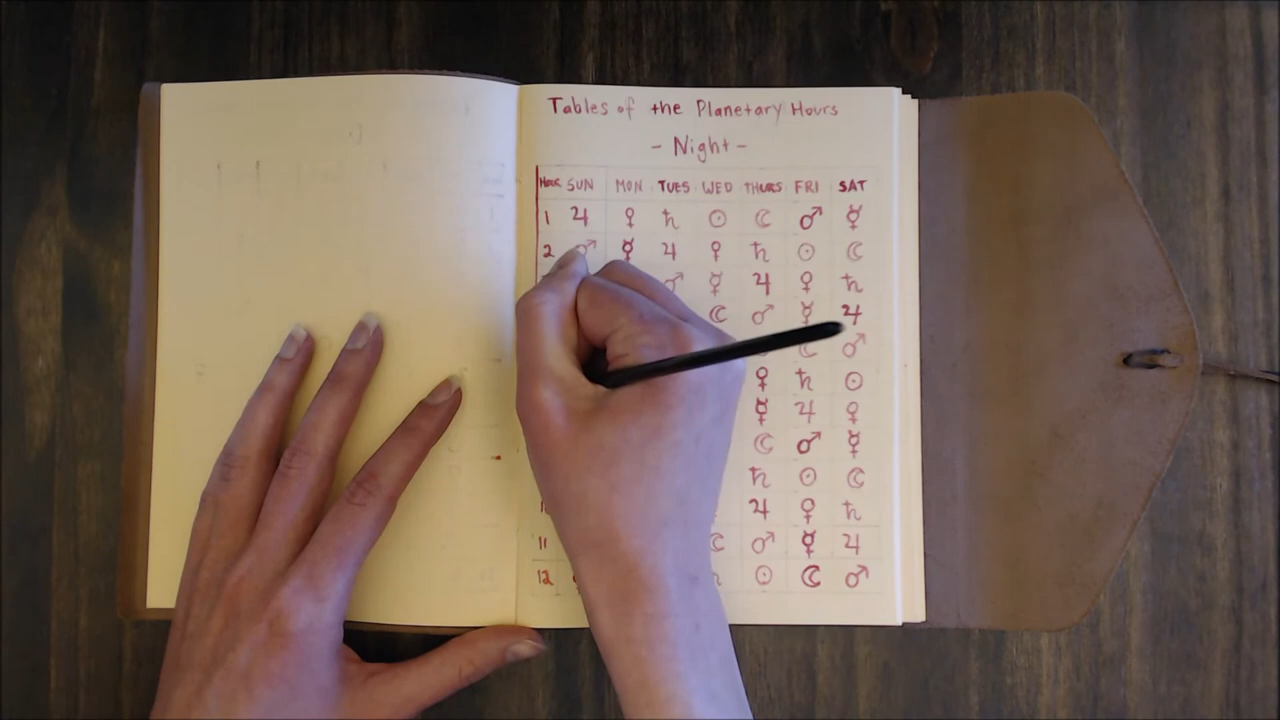 Tables of the Planetary Hours
- Night -
Hour SUN MON TUES WED THURS FRI SAT
1 ♃ ♀ ♄ ☉ ☾ ♂ ☿
2 ♂ ☿ ♃ ♀ ♄ ☉ ☾
♂ ☿ ♃ ♀ ♄
☾ ♂ ☿ ♃
☾ ♂
♀ ♄ ☉
☿ ♃ ♀
☾ ♂ ☿
♄ ☉ ☾
♃ ♀ ♄
11 ☾ ♂ ☿ ♃
12 ☉ ☾ ♂